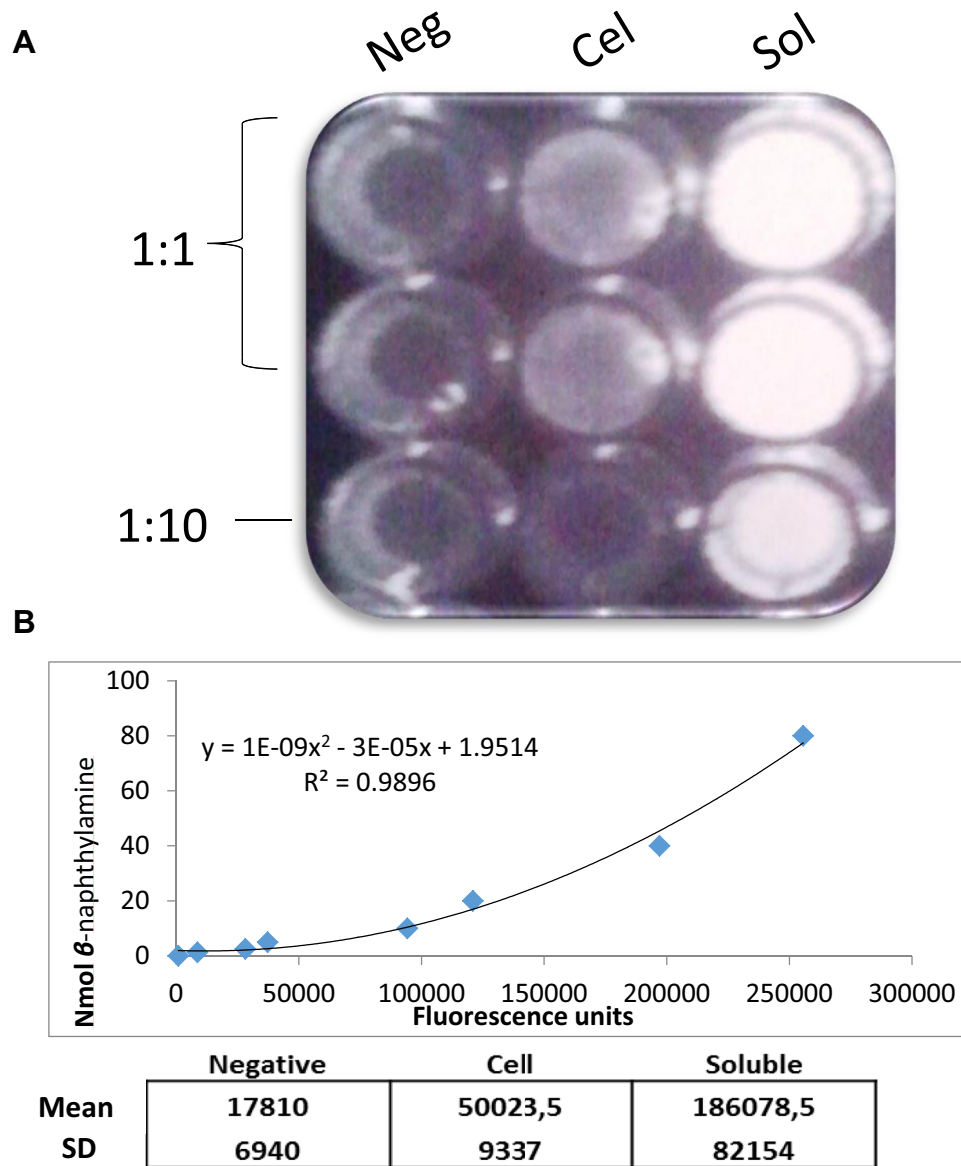 A
Neg Cel Sol
1:1
1:10
B
100
80
60
40
20
0
y = 1E-09x² - 3E-05x + 1.9514
R² = 0.9896
Nmol β-naphthylamine
0 50000 100000 150000 200000 250000 300000
Fluorescence units
Negative Cell Soluble
Mean 17810 50023,5 186078,5
SD 6940 9337 82154